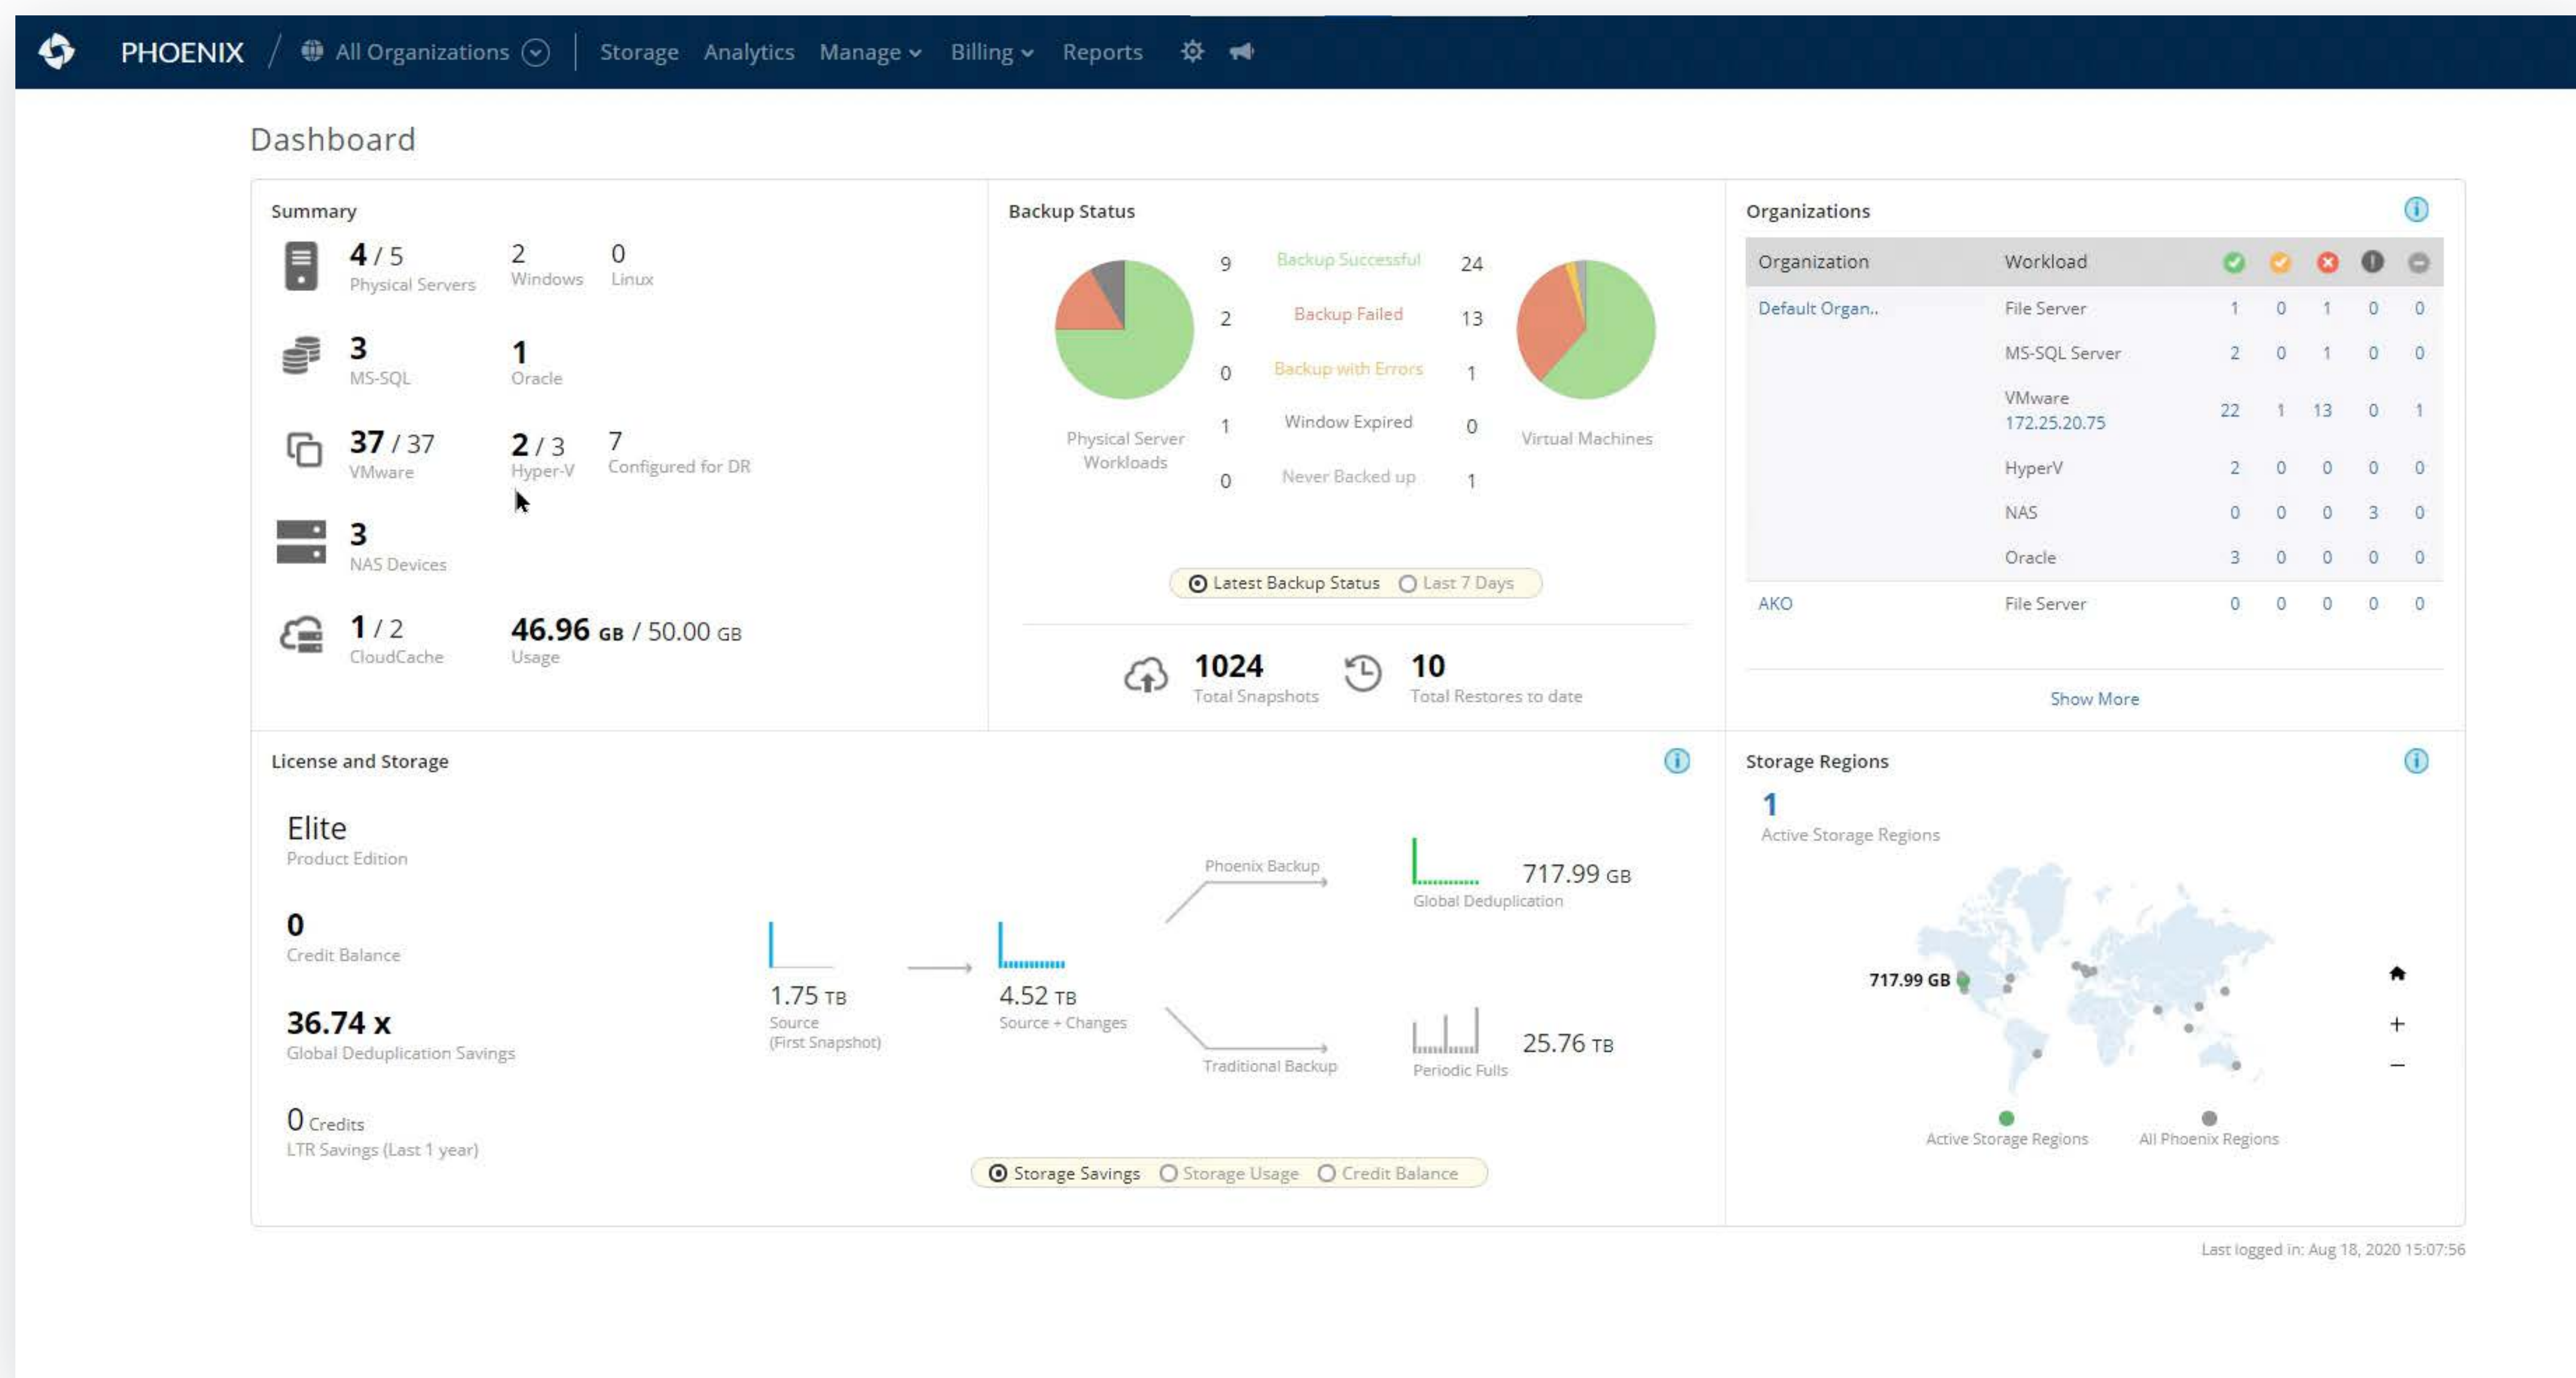 PHOENIX / All Organizations Storage Analytics Manage Billing Reports
Dashboard
Summary
4 / 5
Physical Servers
2
Windows
0
Linux
3
MS-SQL
1
Oracle
37 / 37
VMware
2 / 3
Hyper-V
7
Configured for DR
3
NAS Devices
1 / 2
CloudCache
46.96 GB / 50.00 GB
Usage
Backup Status
9 Backup Successful 24
2 Backup Failed 13
0 Backup with Errors 1
1 Window Expired 0
0 Never Backed up 1
Physical Server
Workloads
Virtual Machines
Latest Backup Status Last 7 Days
1024
Total Snapshots
10
Total Restores to date
Organizations
Organization Workload
Default Organ.. File Server 1 0 1 0 0
MS-SQL Server 2 0 1 0 0
VMware
172.25.20.75
22 1 13 0 1
HyperV 2 0 0 0 0
NAS 0 0 0 3 0
Oracle 3 0 0 0 0
AKO File Server 0 0 0 0 0
Show More
License and Storage
Elite
Product Edition
0
Credit Balance
36.74 x
Global Deduplication Savings
0 Credits
LTR Savings (Last 1 year)
1.75 TB
Source
(First Snapshot)
4.52 TB
Source + Changes
Phoenix Backup
717.99 GB
Global Deduplication
Traditional Backup
25.76 TB
Periodic Fulls
Storage Savings Storage Usage Credit Balance
Storage Regions
1
Active Storage Regions
717.99 GB
+
−
Active Storage Regions
All Phoenix Regions
Last logged in: Aug 18, 2020 15:07:56